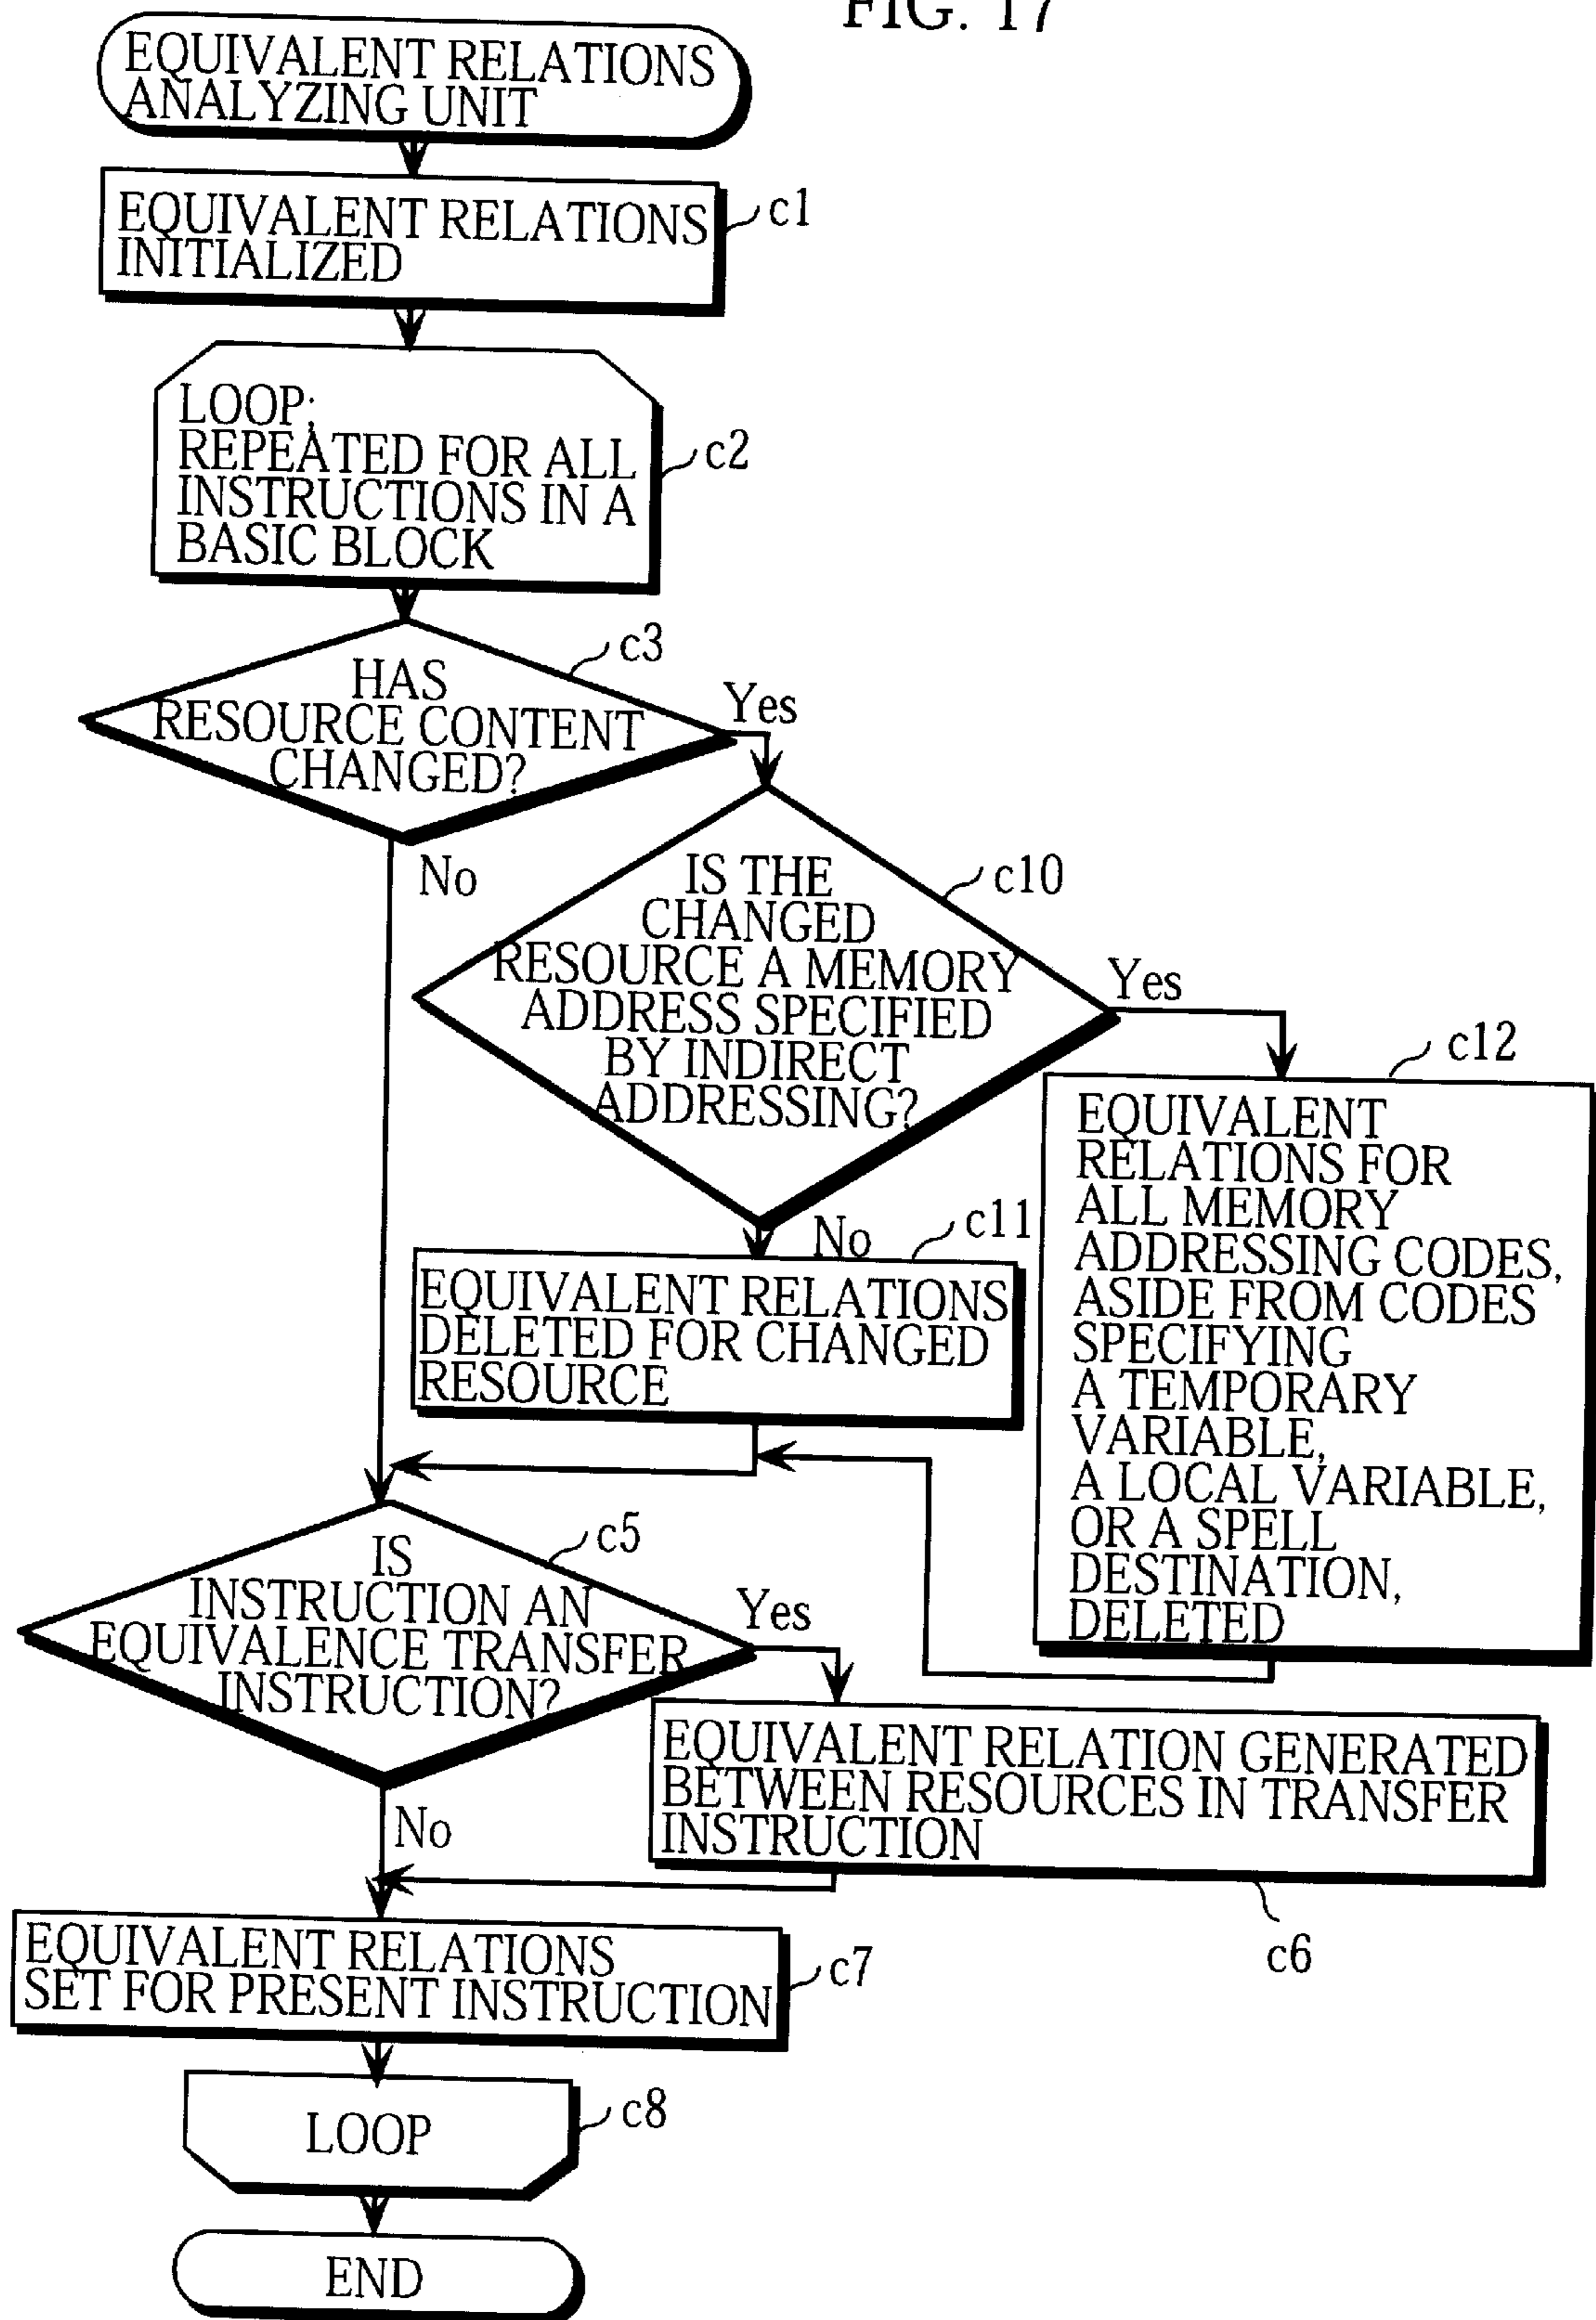 FIG. 17
EQUIVALENT RELATIONS
ANALYZING UNIT
EQUIVALENT RELATIONS
INITIALIZED
c1
LOOP;
REPEATED FOR ALL
INSTRUCTIONS IN A
BASIC BLOCK
c2
HAS
RESOURCE CONTENT
CHANGED?
c3
Yes
No
IS THE
CHANGED
RESOURCE A MEMORY
ADDRESS SPECIFIED
BY INDIRECT
ADDRESSING?
c10
Yes
No
c12
EQUIVALENT
RELATIONS FOR
ALL MEMORY
ADDRESSING CODES,
ASIDE FROM CODES
SPECIFYING
A TEMPORARY
VARIABLE,
A LOCAL VARIABLE,
OR A SPELL
DESTINATION,
DELETED
c11
EQUIVALENT RELATIONS
DELETED FOR CHANGED
RESOURCE
IS
INSTRUCTION AN
EQUIVALENCE TRANSFER
INSTRUCTION?
c5
Yes
No
EQUIVALENT RELATION GENERATED
BETWEEN RESOURCES IN TRANSFER
INSTRUCTION
c6
EQUIVALENT RELATIONS
SET FOR PRESENT INSTRUCTION
c7
LOOP
c8
END